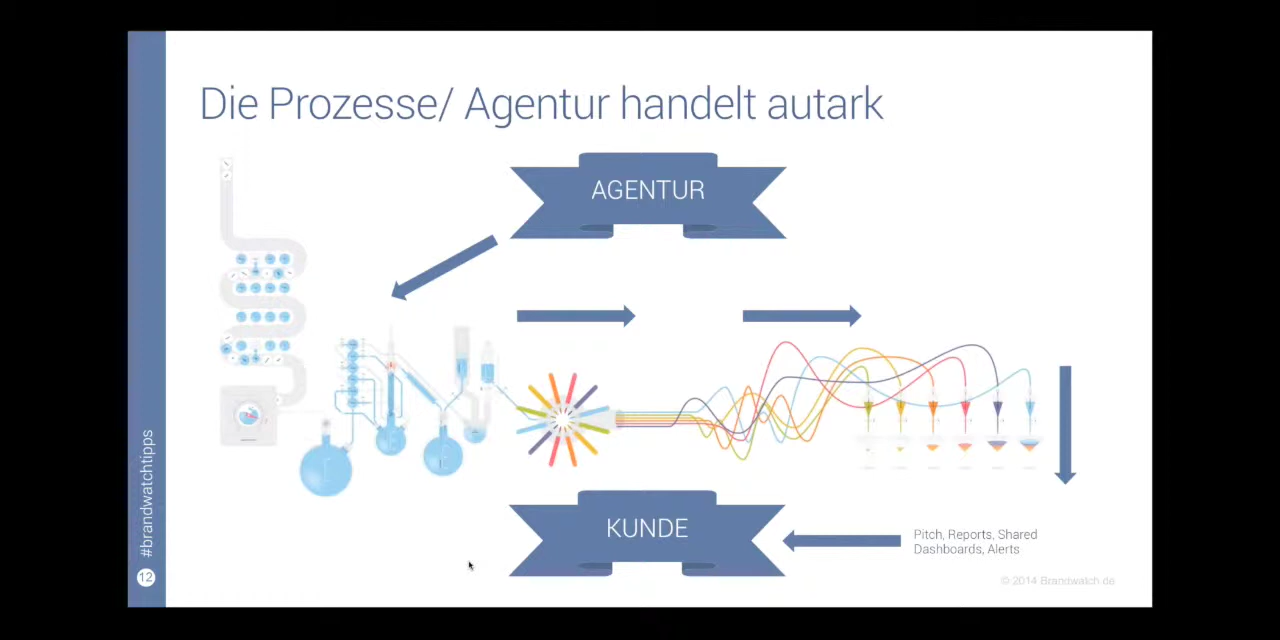 Die Prozesse/ Agentur handelt autark
AGENTUR
KUNDE
Pitch, Reports, Shared
Dashboards, Alerts
© 2014 Brandwatch.de
#brandwatchtipps
12